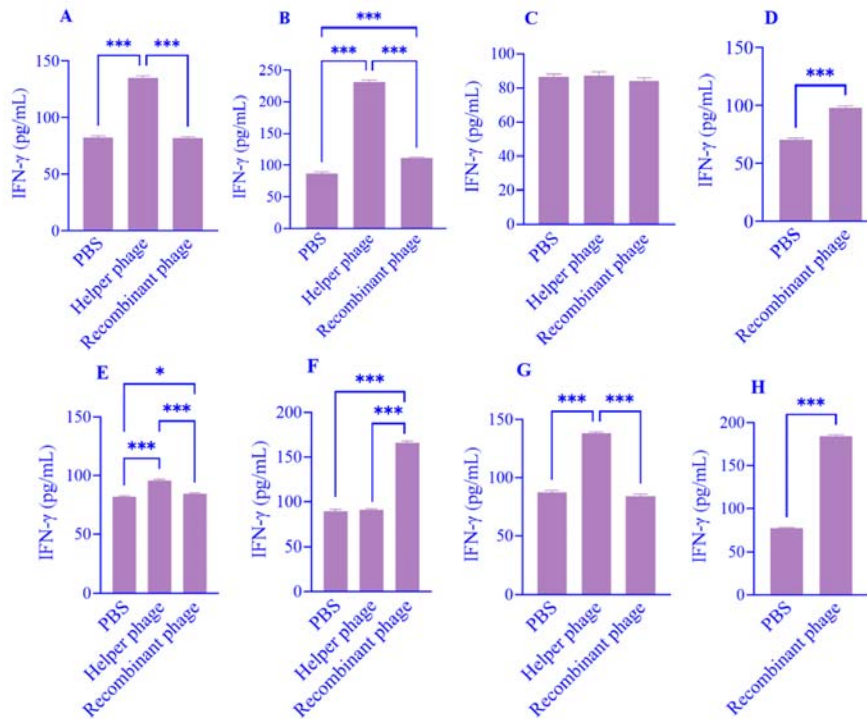 A
***
***
IFN-γ (pg/mL)
150
100
50
0
PBS
Helper phage
Recombinant phage
B
***
***
***
IFN-γ (pg/mL)
250
200
150
100
50
0
PBS
Helper phage
Recombinant phage
C
IFN-γ (pg/mL)
100
80
60
40
20
0
PBS
Helper phage
Recombinant phage
D
***
IFN-γ (pg/mL)
150
100
50
0
PBS
Recombinant phage
E
*
***
***
IFN-γ (pg/mL)
150
100
50
0
PBS
Helper phage
Recombinant phage
F
***
***
IFN-γ (pg/mL)
200
150
100
50
0
PBS
Helper phage
Recombinant phage
G
***
***
IFN-γ (pg/mL)
150
100
50
0
PBS
Helper phage
Recombinant phage
H
***
IFN-γ (pg/mL)
200
150
100
50
0
PBS
Recombinant phage